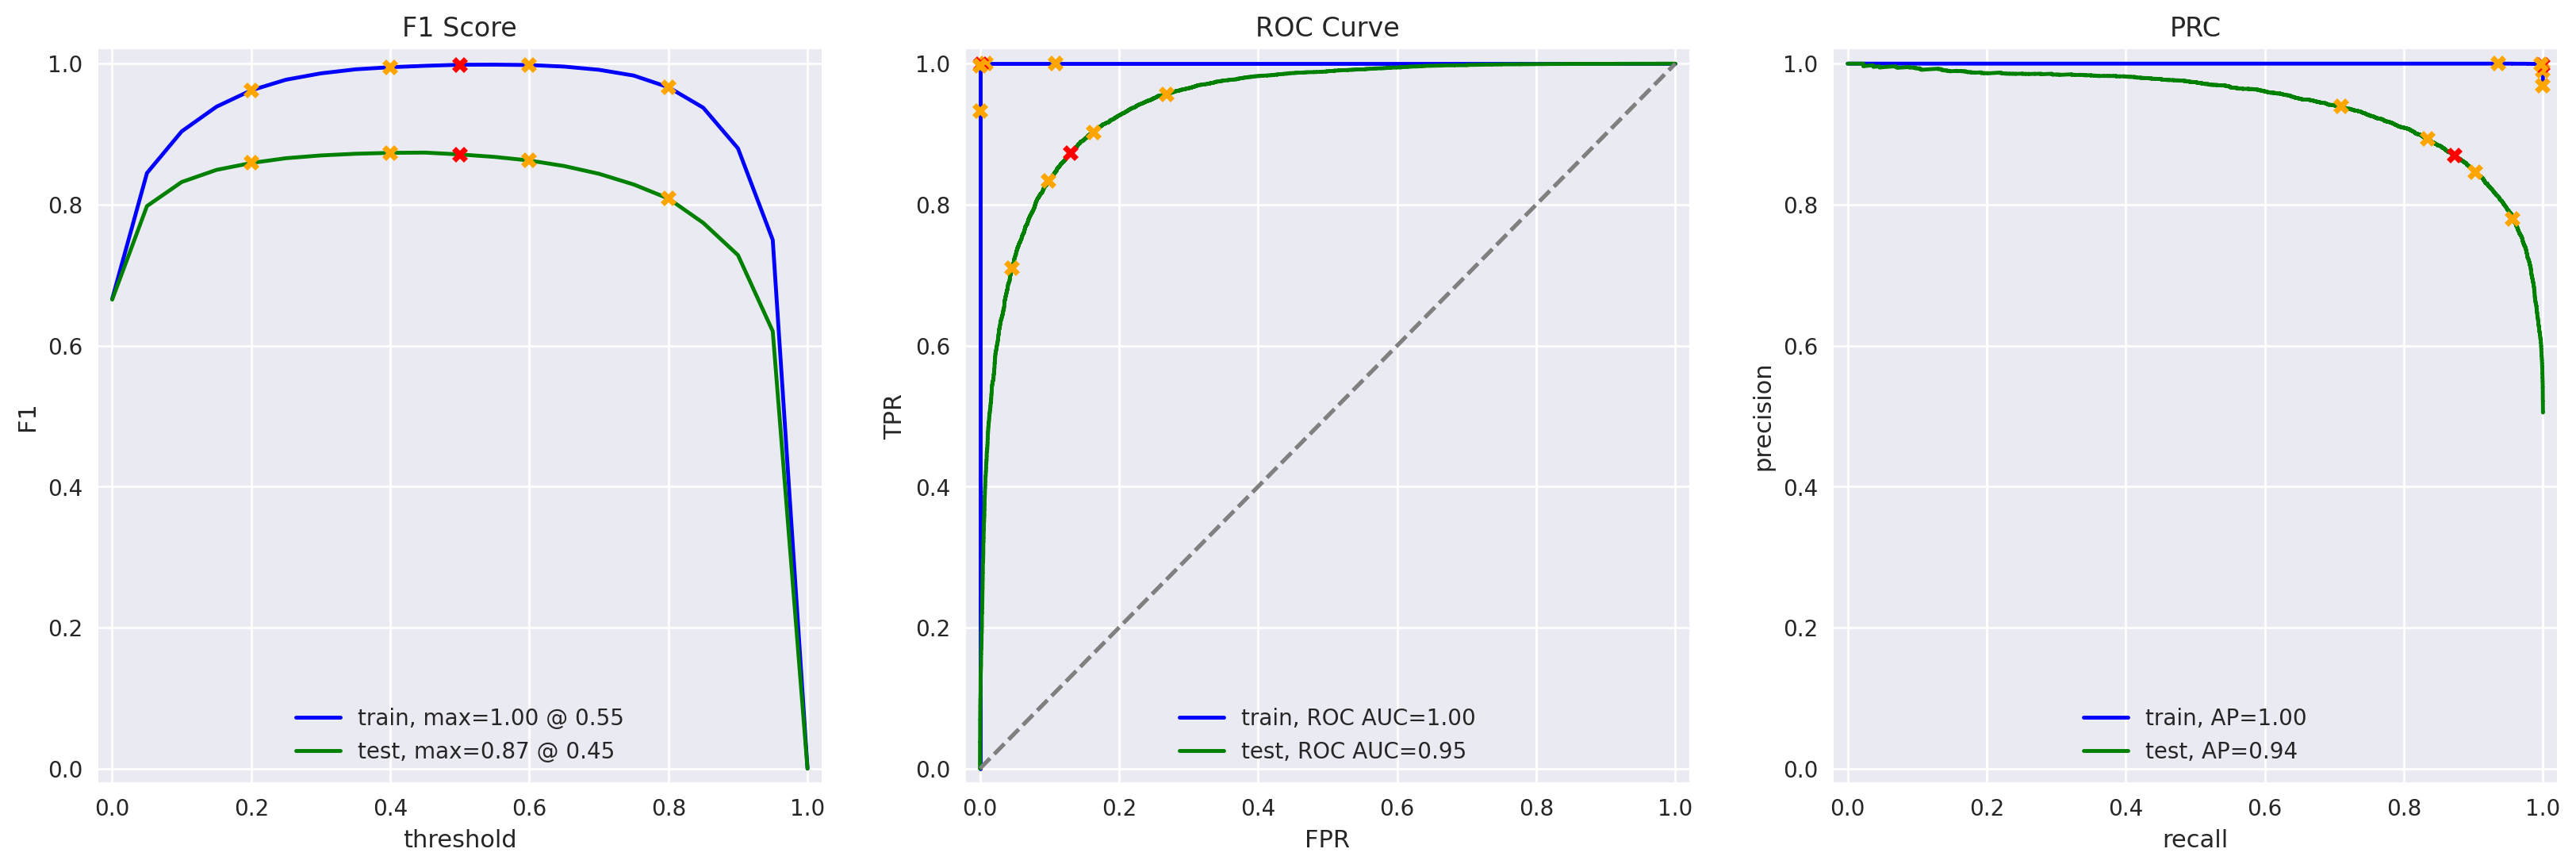 F1 Score
F1
1.0
0.8
0.6
0.4
0.2
0.0
train, max=1.00 @ 0.55
test, max=0.87 @ 0.45
0.0 0.2 0.4 0.6 0.8 1.0
threshold
ROC Curve
TPR
1.0
0.8
0.6
0.4
0.2
0.0
train, ROC AUC=1.00
test, ROC AUC=0.95
0.0 0.2 0.4 0.6 0.8 1.0
FPR
PRC
precision
1.0
0.8
0.6
0.4
0.2
0.0
train, AP=1.00
test, AP=0.94
0.0 0.2 0.4 0.6 0.8 1.0
recall